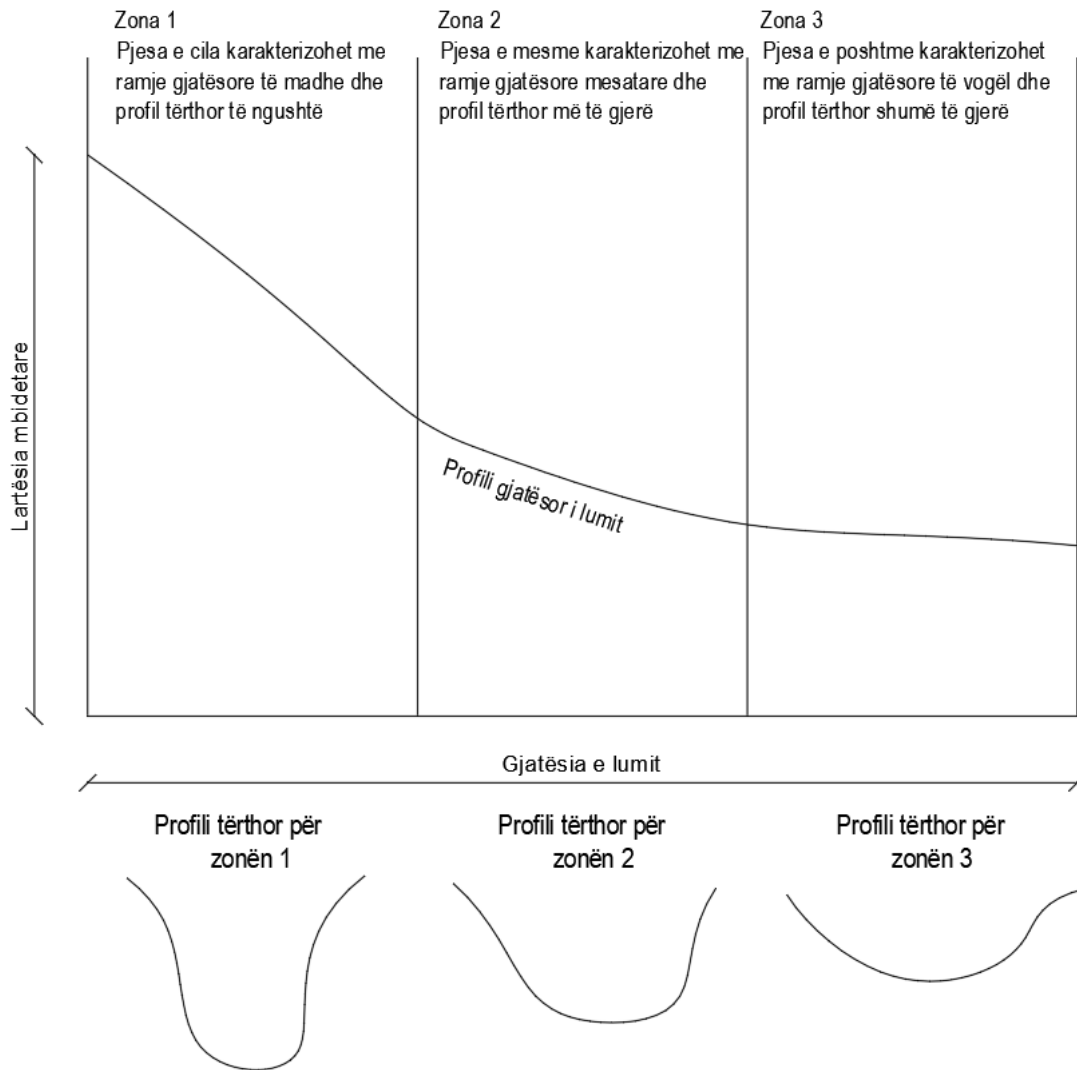 Zona 1
Pjesa e cila karakterizohet me
ramje gjatësore të madhe dhe
profil tërthor të ngushtë
Zona 2
Pjesa e mesme karakterizohet me
ramje gjatësore mesatare dhe
profil tërthor më të gjerë
Zona 3
Pjesa e poshtme karakterizohet
me ramje gjatësore të vogël dhe
profil tërthor shumë të gjerë
Lartësia mbidetare
Profili gjatësor i lumit
Gjatësia e lumit
Profili tërthor për
zonën 1
Profili tërthor për
zonën 2
Profili tërthor për
zonën 3